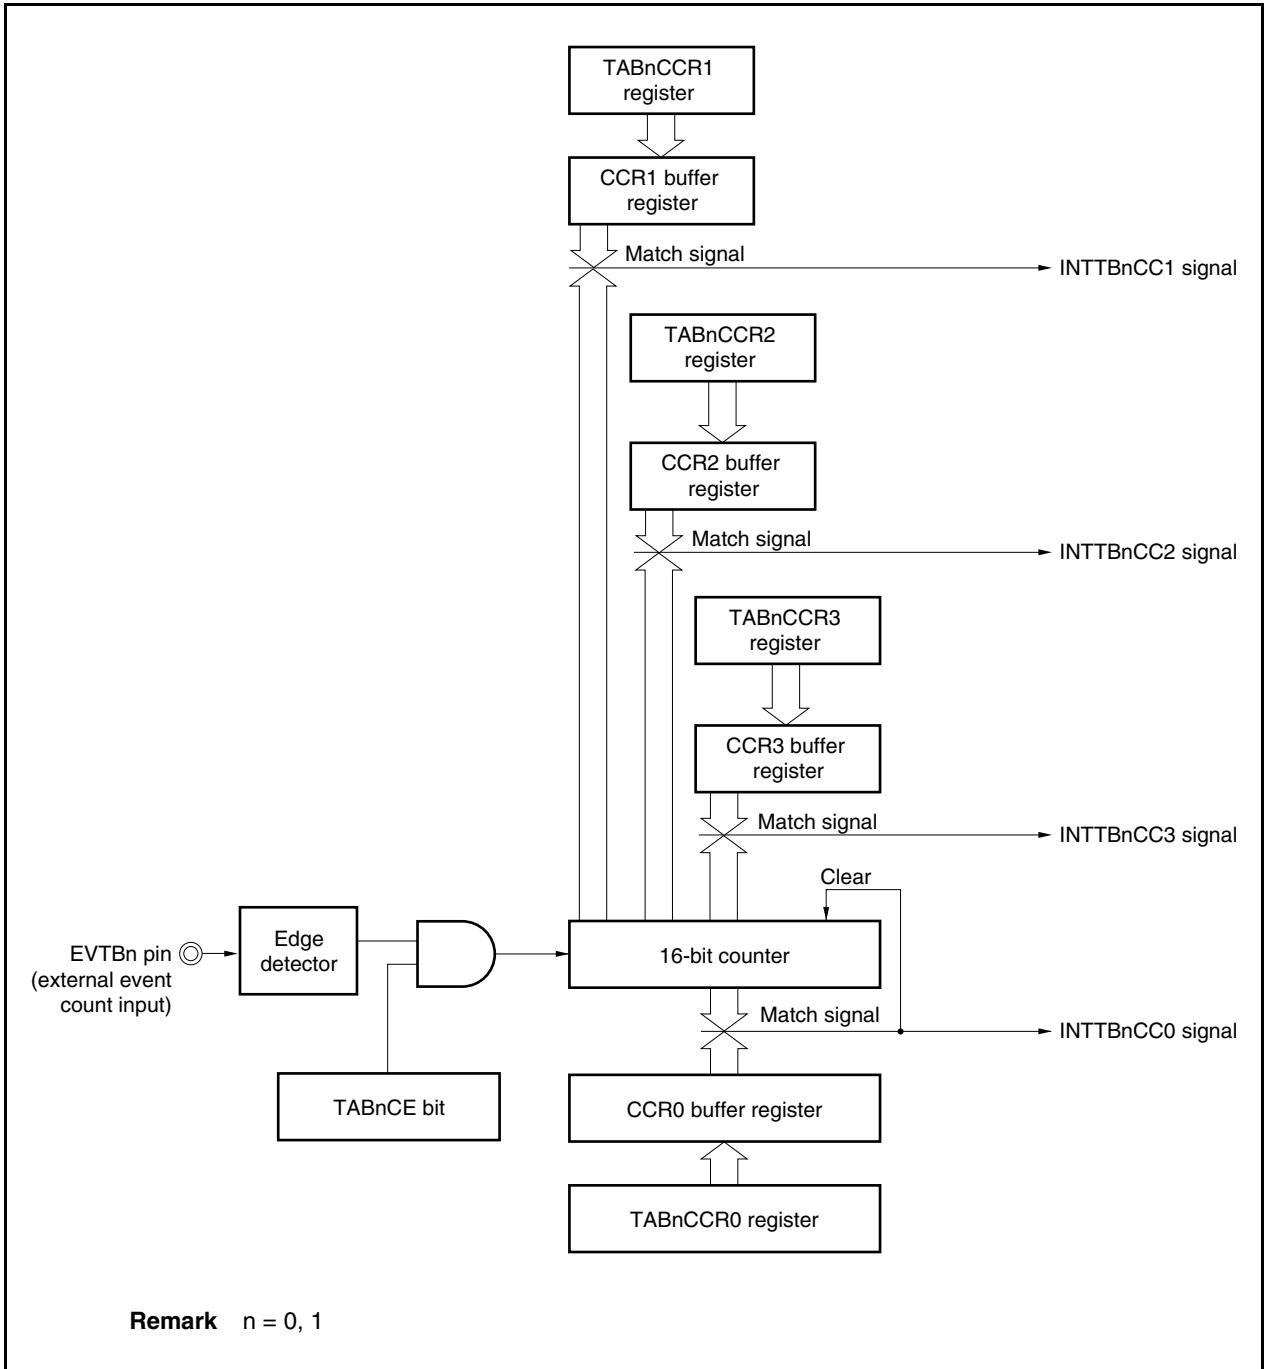 TABnCCR1
register
CCR1 buffer
register
Match signal
INTTBnCC1 signal
TABnCCR2
register
CCR2 buffer
register
Match signal
INTTBnCC2 signal
TABnCCR3
register
CCR3 buffer
register
Match signal
INTTBnCC3 signal
Clear
EVTBn pin
(external event
count input)
Edge
detector
16-bit counter
Match signal
INTTBnCC0 signal
TABnCE bit
CCR0 buffer register
TABnCCR0 register
Remark n = 0, 1